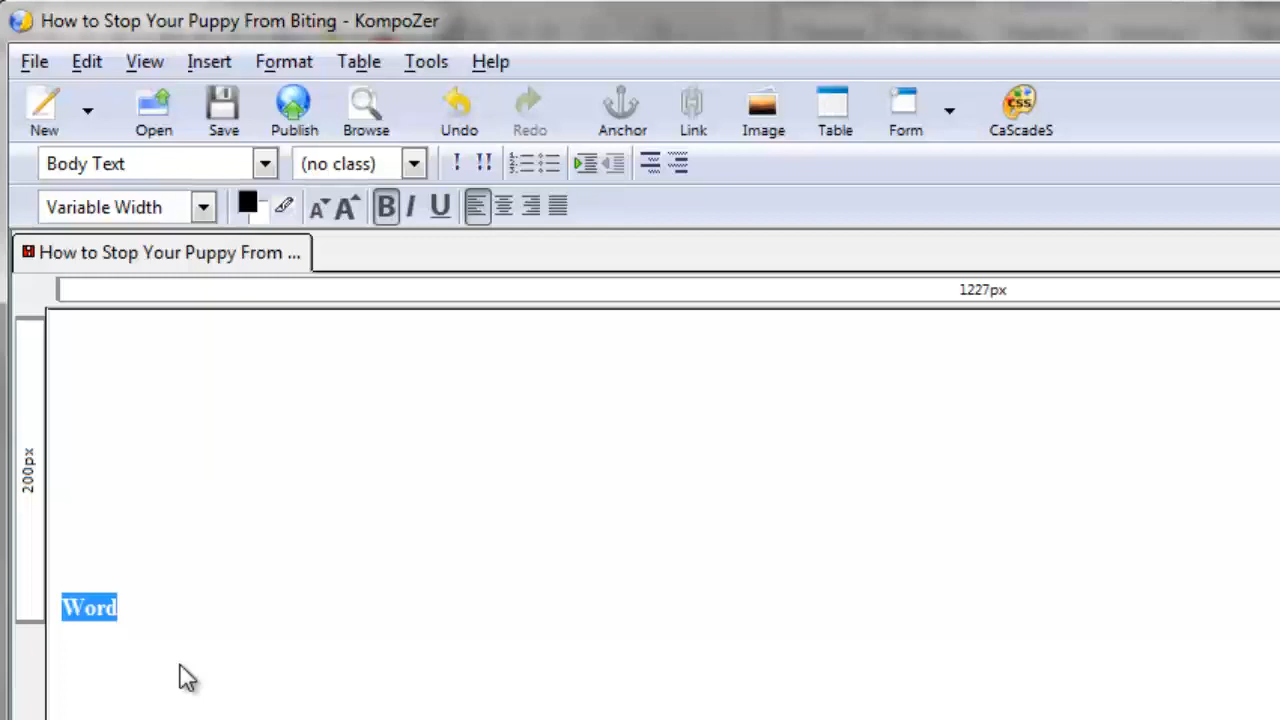 How to Stop Your Puppy From Biting - KompoZer
File Edit View Insert Format Table Tools Help
New Open Save Publish Browse Undo Redo Anchor Link Image Table Form CaScadeS
Body Text (no class) ! !!
Variable Width A A B I U
How to Stop Your Puppy From ...
1227px
200px
Word